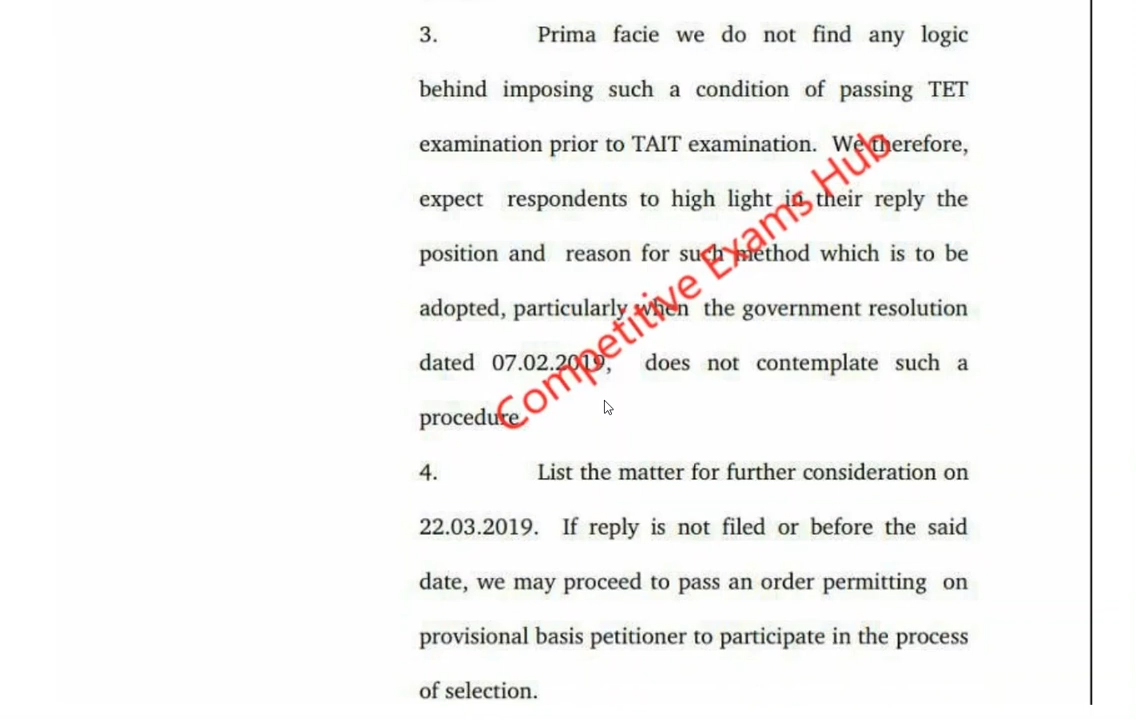 3. Prima facie we do not find any logic
behind imposing such a condition of passing TET
examination prior to TAIT examination. We therefore,
expect respondents to high light in their reply the
position and reason for such method which is to be
adopted, particularly when the government resolution
dated 07.02.2019, does not contemplate such a
procedure
4. List the matter for further consideration on
22.03.2019. If reply is not filed or before the said
date, we may proceed to pass an order permitting on
provisional basis petitioner to participate in the process
of selection.
Competitive Exams Hub